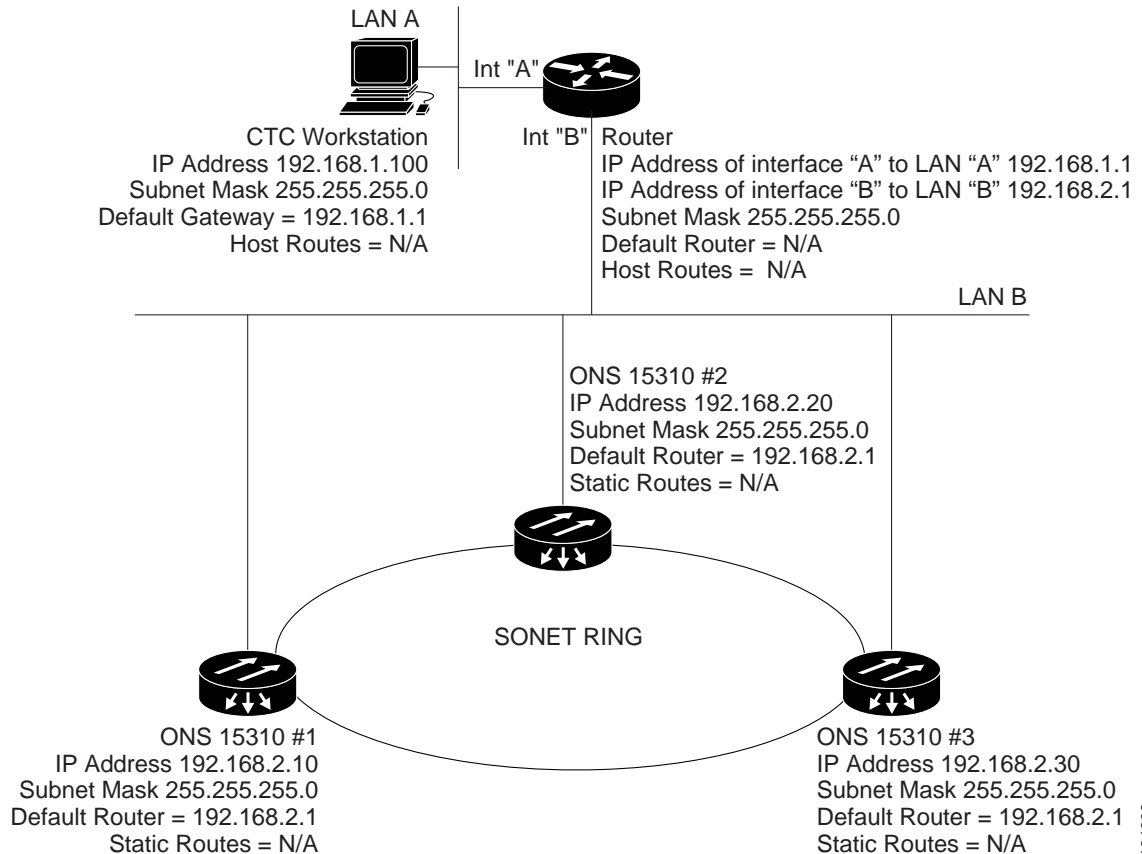 LAN A
Int "A"
CTC Workstation
IP Address 192.168.1.100
Subnet Mask 255.255.255.0
Default Gateway = 192.168.1.1
Host Routes = N/A
Int "B"
Router
IP Address of interface “A” to LAN “A” 192.168.1.1
IP Address of interface “B” to LAN “B” 192.168.2.1
Subnet Mask 255.255.255.0
Default Router = N/A
Host Routes = N/A
LAN B
ONS 15310 #2
IP Address 192.168.2.20
Subnet Mask 255.255.255.0
Default Router = 192.168.2.1
Static Routes = N/A
SONET RING
ONS 15310 #1
IP Address 192.168.2.10
Subnet Mask 255.255.255.0
Default Router = 192.168.2.1
Static Routes = N/A
ONS 15310 #3
IP Address 192.168.2.30
Subnet Mask 255.255.255.0
Default Router = 192.168.2.1
Static Routes = N/A